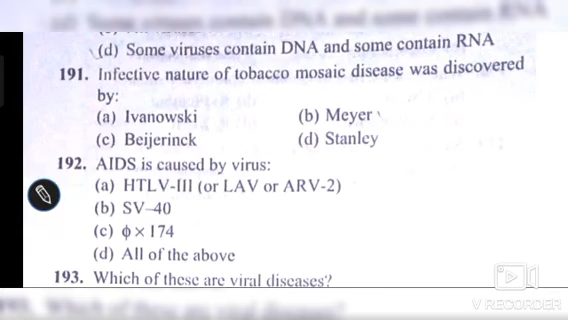 (d) Some viruses contain DNA and some contain RNA
191. Infective nature of tobacco mosaic disease was discovered
by:
(a) Ivanowski (b) Meyer
(c) Beijerinck (d) Stanley
192. AIDS is caused by virus:
(a) HTLV-III (or LAV or ARV-2)
(b) SV-40
(c) ϕ × 174
(d) All of the above
193. Which of these are viral diseases?
V RECORDER